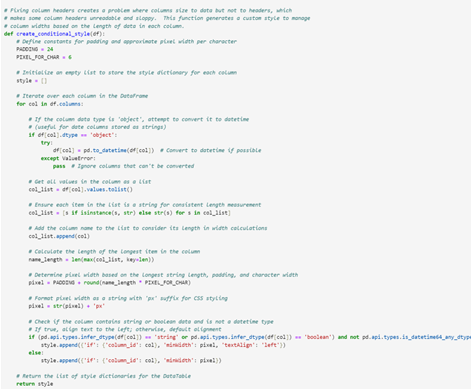 # Fixing column headers creates a problem where columns size to data but not to headers, which
# makes some column headers unreadable and sloppy.  This function generates a custom style to manage
# column widths based on the length of data in each column.
def create_conditional_style(df):
    # Define constants for padding and approximate pixel width per character
    PADDING = 24
    PIXEL_FOR_CHAR = 6

    # Initialize an empty list to store the style dictionary for each column
    style = []

    # Iterate over each column in the DataFrame
    for col in df.columns:

        # If the column data type is 'object', attempt to convert it to datetime
        # (useful for date columns stored as strings)
        if df[col].dtype == 'object':
            try:
                df[col] = pd.to_datetime(df[col])  # Convert to datetime if possible
            except ValueError:
                pass  # Ignore columns that can't be converted

        # Get all values in the column as a list
        col_list = df[col].values.tolist()

        # Ensure each item in the list is a string for consistent length measurement
        col_list = [s if isinstance(s, str) else str(s) for s in col_list]

        # Add the column name to the list to consider its length in width calculations
        col_list.append(col)

        # Calculate the length of the longest item in the column
        name_length = len(max(col_list, key=len))

        # Determine pixel width based on the longest string length, padding, and character width
        pixel = PADDING + round(name_length * PIXEL_FOR_CHAR)

        # Format pixel width as a string with 'px' suffix for CSS styling
        pixel = str(pixel) + 'px'

        # Check if the column contains string or boolean data and is not a datetime type
        # If true, align text to the left; otherwise, default alignment
        if (pd.api.types.infer_dtype(df[col]) == 'string' or pd.api.types.infer_dtype(df[col]) == 'boolean') and not pd.api.types.is_datetime64_any_dtype
            style.append({'if': {'column_id': col}, 'minWidth': pixel, 'textAlign': 'left'})
        else:
            style.append({'if': {'column_id': col}, 'minWidth': pixel})

    # Return the list of style dictionaries for the DataTable
    return style